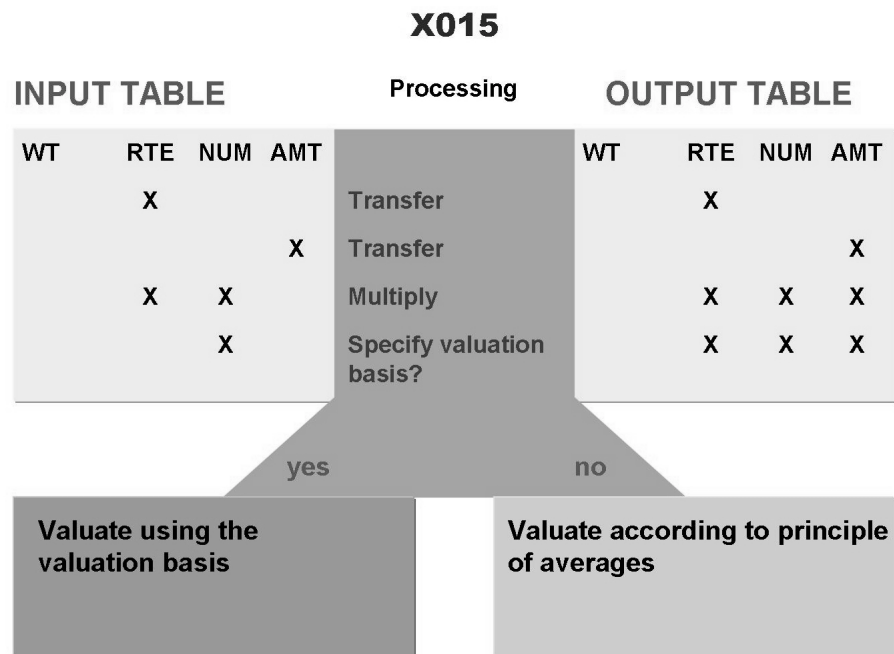 X015
INPUT TABLE Processing OUTPUT TABLE
WT RTE NUM AMT WT RTE NUM AMT
X Transfer X
X Transfer X
X X Multiply X X X
X Specify valuation X X X
basis?
yes no
Valuate using the
valuation basis
Valuate according to principle
of averages